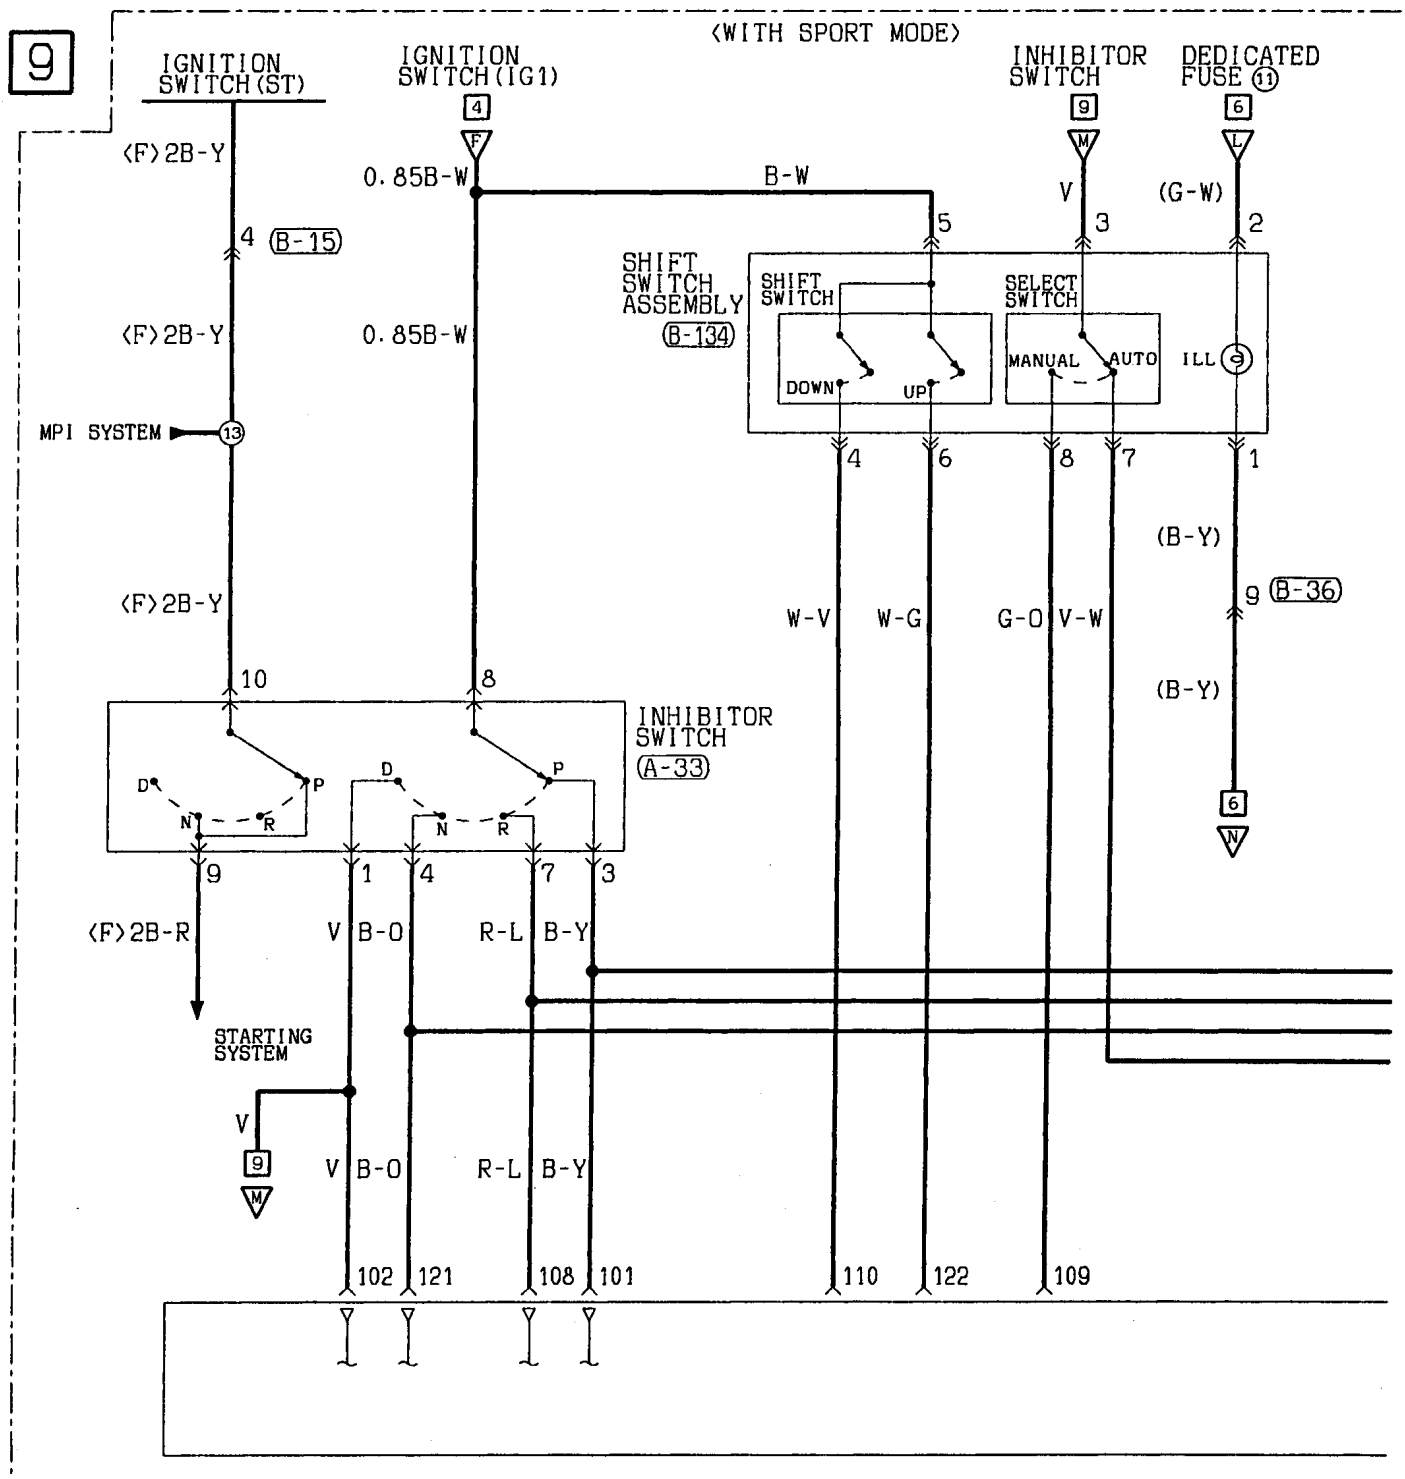 9
<WITH SPORT MODE>
IGNITION
SWITCH(ST)
IGNITION
SWITCH(IG1)
4
F
INHIBITOR
SWITCH
9
M
DEDICATED
FUSE 11
6
L
<F>2B-Y
0.85B-W
B-W
V
(G-W)
4
B-15
5
3
2
SHIFT
SWITCH
ASSEMBLY
B-134
SHIFT
SWITCH
SELECT
SWITCH
<F>2B-Y
0.85B-W
DOWN
UP
MANUAL
AUTO
ILL
MPI SYSTEM
13
4
6
8
7
1
(B-Y)
9
B-36
<F>2B-Y
W-V
W-G
G-O
V-W
(B-Y)
10
8
INHIBITOR
SWITCH
A-33
D
N
R
P
D
N
R
P
6
N
9
1
4
7
3
<F>2B-R
V
B-O
R-L
B-Y
STARTING
SYSTEM
V
9
M
V
B-O
R-L
B-Y
102
121
108
101
110
122
109